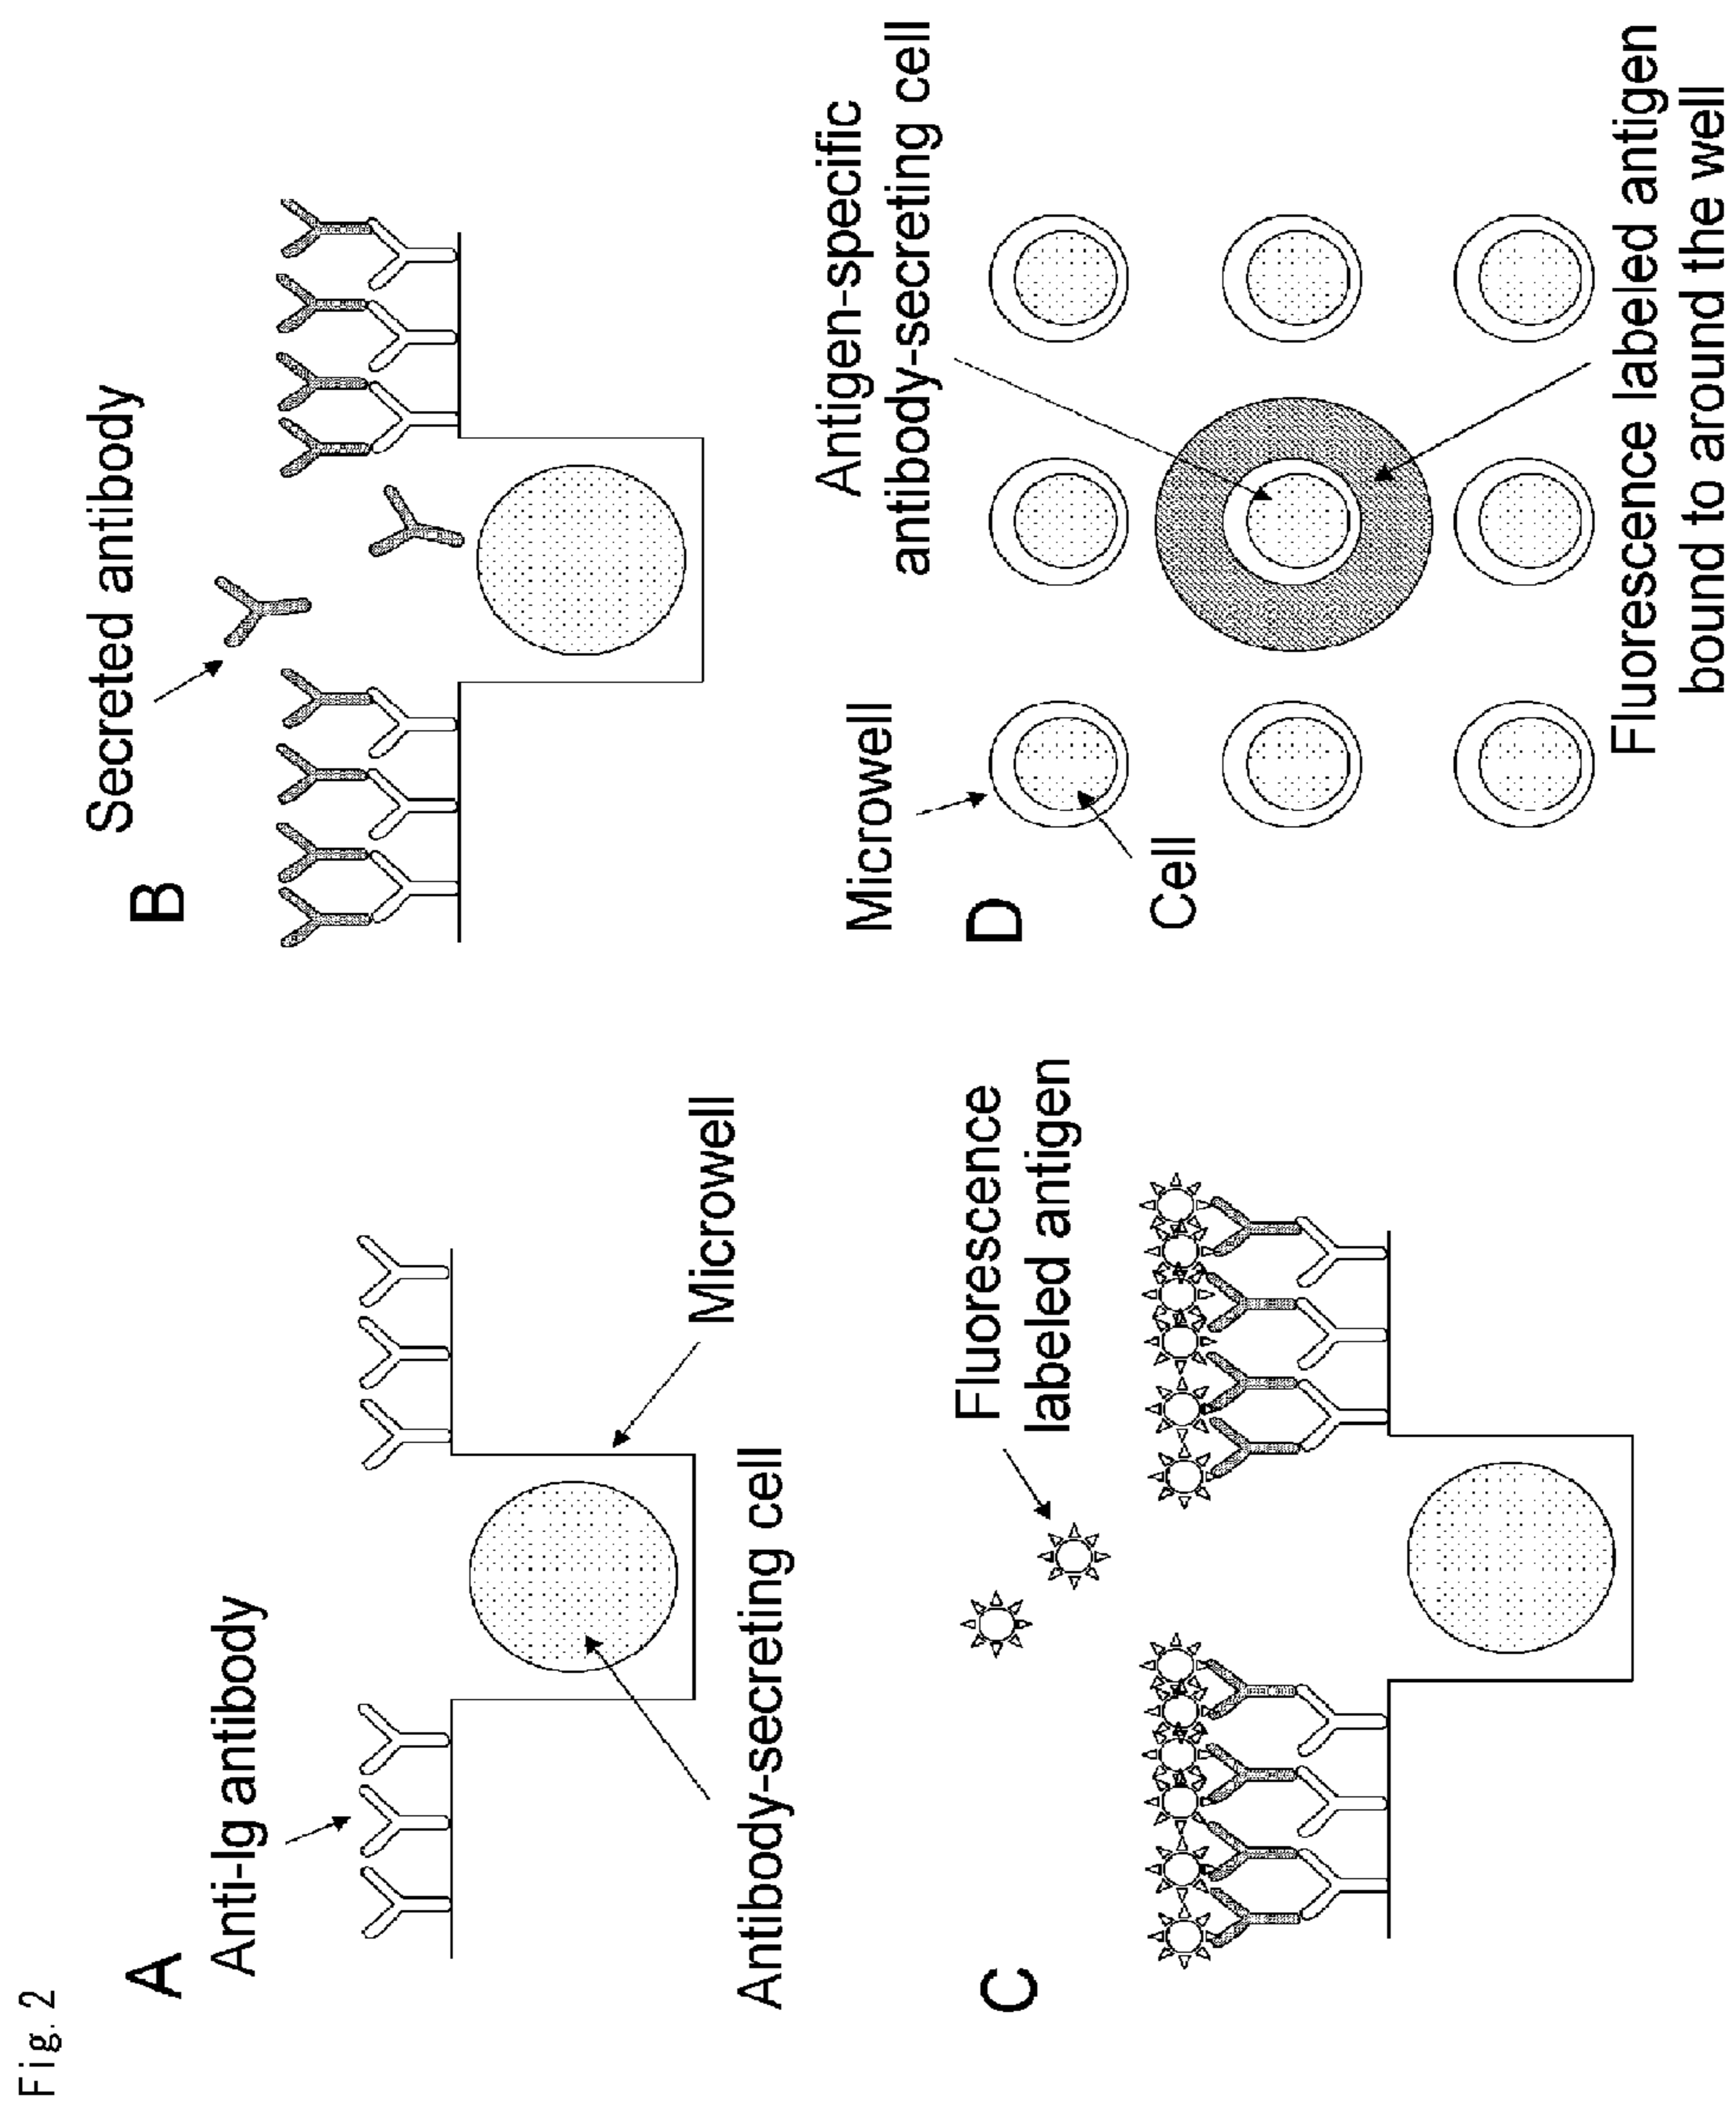 Fig. 2
A
Anti-Ig antibody
Microwell
Antibody-secreting cell
B
Secreted antibody
C
Fluorescence
labeled antigen
D
Microwell
Cell
Antigen-specific
antibody-secreting cell
Fluorescence labeled antigen
bound to around the well